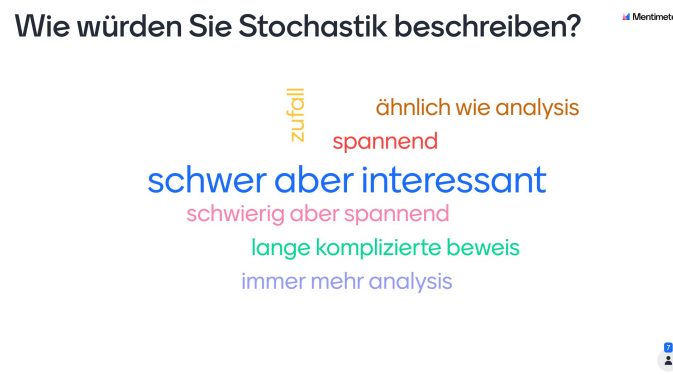 Wie würden Sie Stochastik beschreiben?
Mentimete
zufall
ähnlich wie analysis
spannend
schwer aber interessant
schwierig aber spannend
lange komplizierte beweis
immer mehr analysis
7